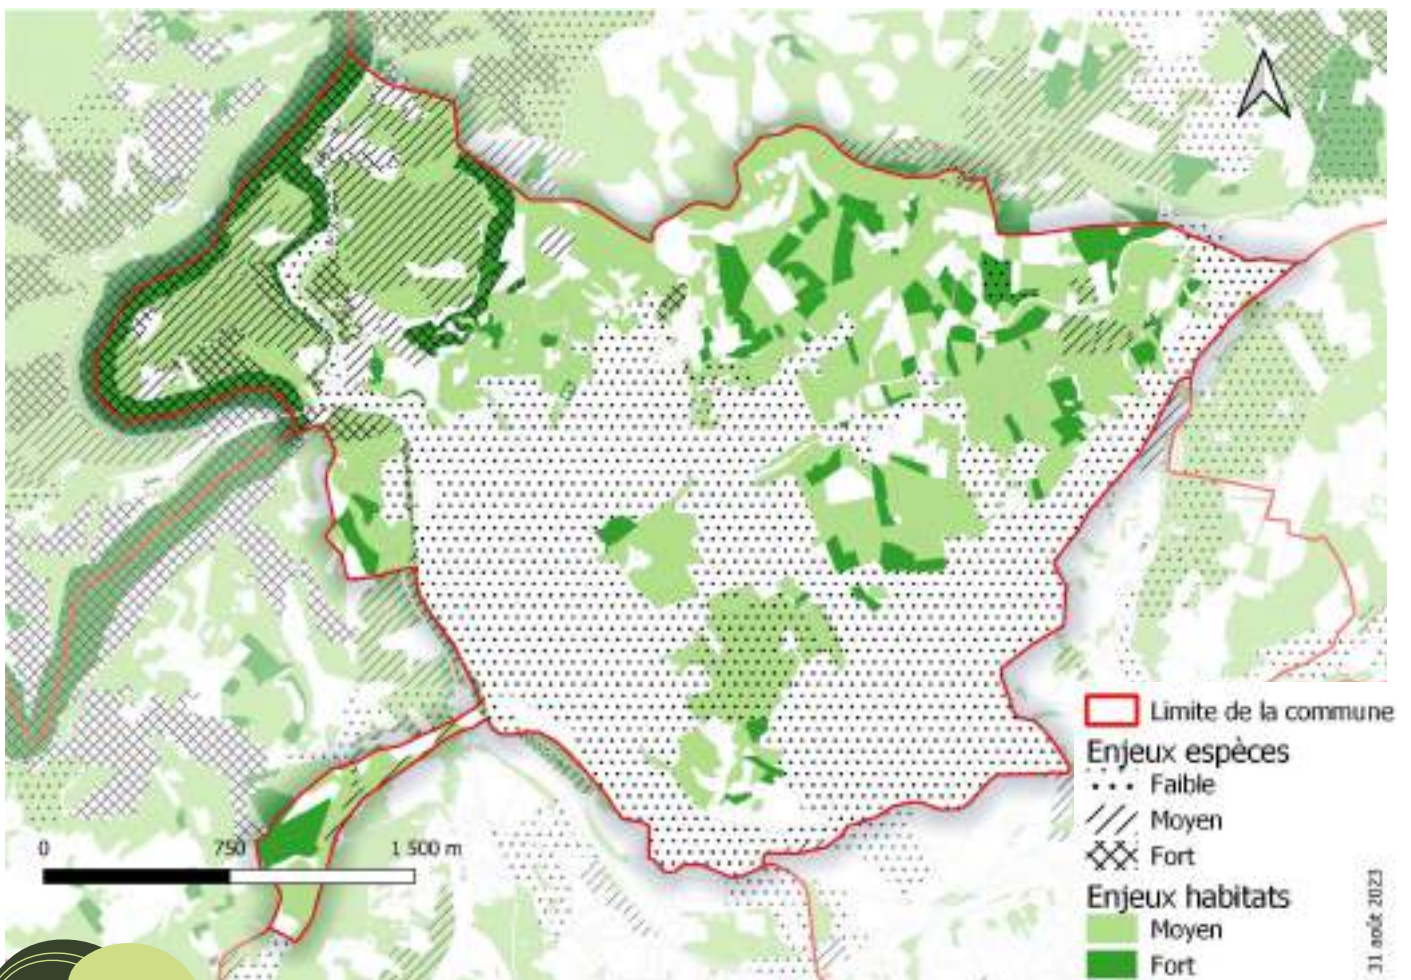 0 750 1 500 m
Limite de la commune
Enjeux espèces
Faible
Moyen
Fort
Enjeux habitats
Moyen
Fort
31 août 2023